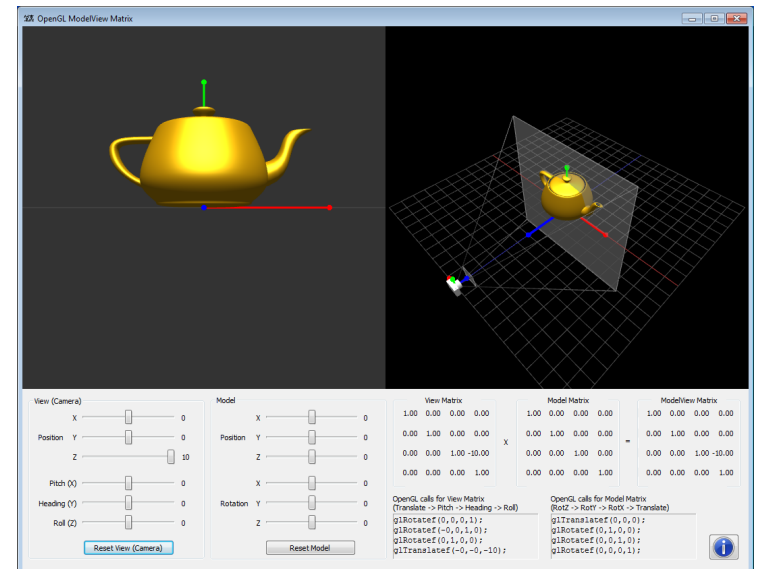 OpenGL ModelView Matrix
View (Camera)
X 0
Position Y 0
Z 10
Pitch (X) 0
Heading (Y) 0
Roll (Z) 0
Reset View (Camera)
Model
X 0
Position Y 0
Z 0
X 0
Rotation Y 0
Z 0
Reset Model
View Matrix
1.00 0.00 0.00 0.00
0.00 1.00 0.00 0.00
0.00 0.00 1.00 -10.00
0.00 0.00 0.00 1.00
X
Model Matrix
1.00 0.00 0.00 0.00
0.00 1.00 0.00 0.00
0.00 0.00 1.00 0.00
0.00 0.00 0.00 1.00
=
ModelView Matrix
1.00 0.00 0.00 0.00
0.00 1.00 0.00 0.00
0.00 0.00 1.00 -10.00
0.00 0.00 0.00 1.00
OpenGL calls for View Matrix
(Translate -> Pitch -> Heading -> Roll)
glRotatef(0,0,0,1);
glRotatef(-0,0,1,0);
glRotatef(0,1,0,0);
glTranslatef(-0,-0,-10);
OpenGL calls for Model Matrix
(RotZ -> RotY -> RotX -> Translate)
glTranslatef(0,0,0);
glRotatef(0,1,0,0);
glRotatef(0,0,1,0);
glRotatef(0,0,0,1);